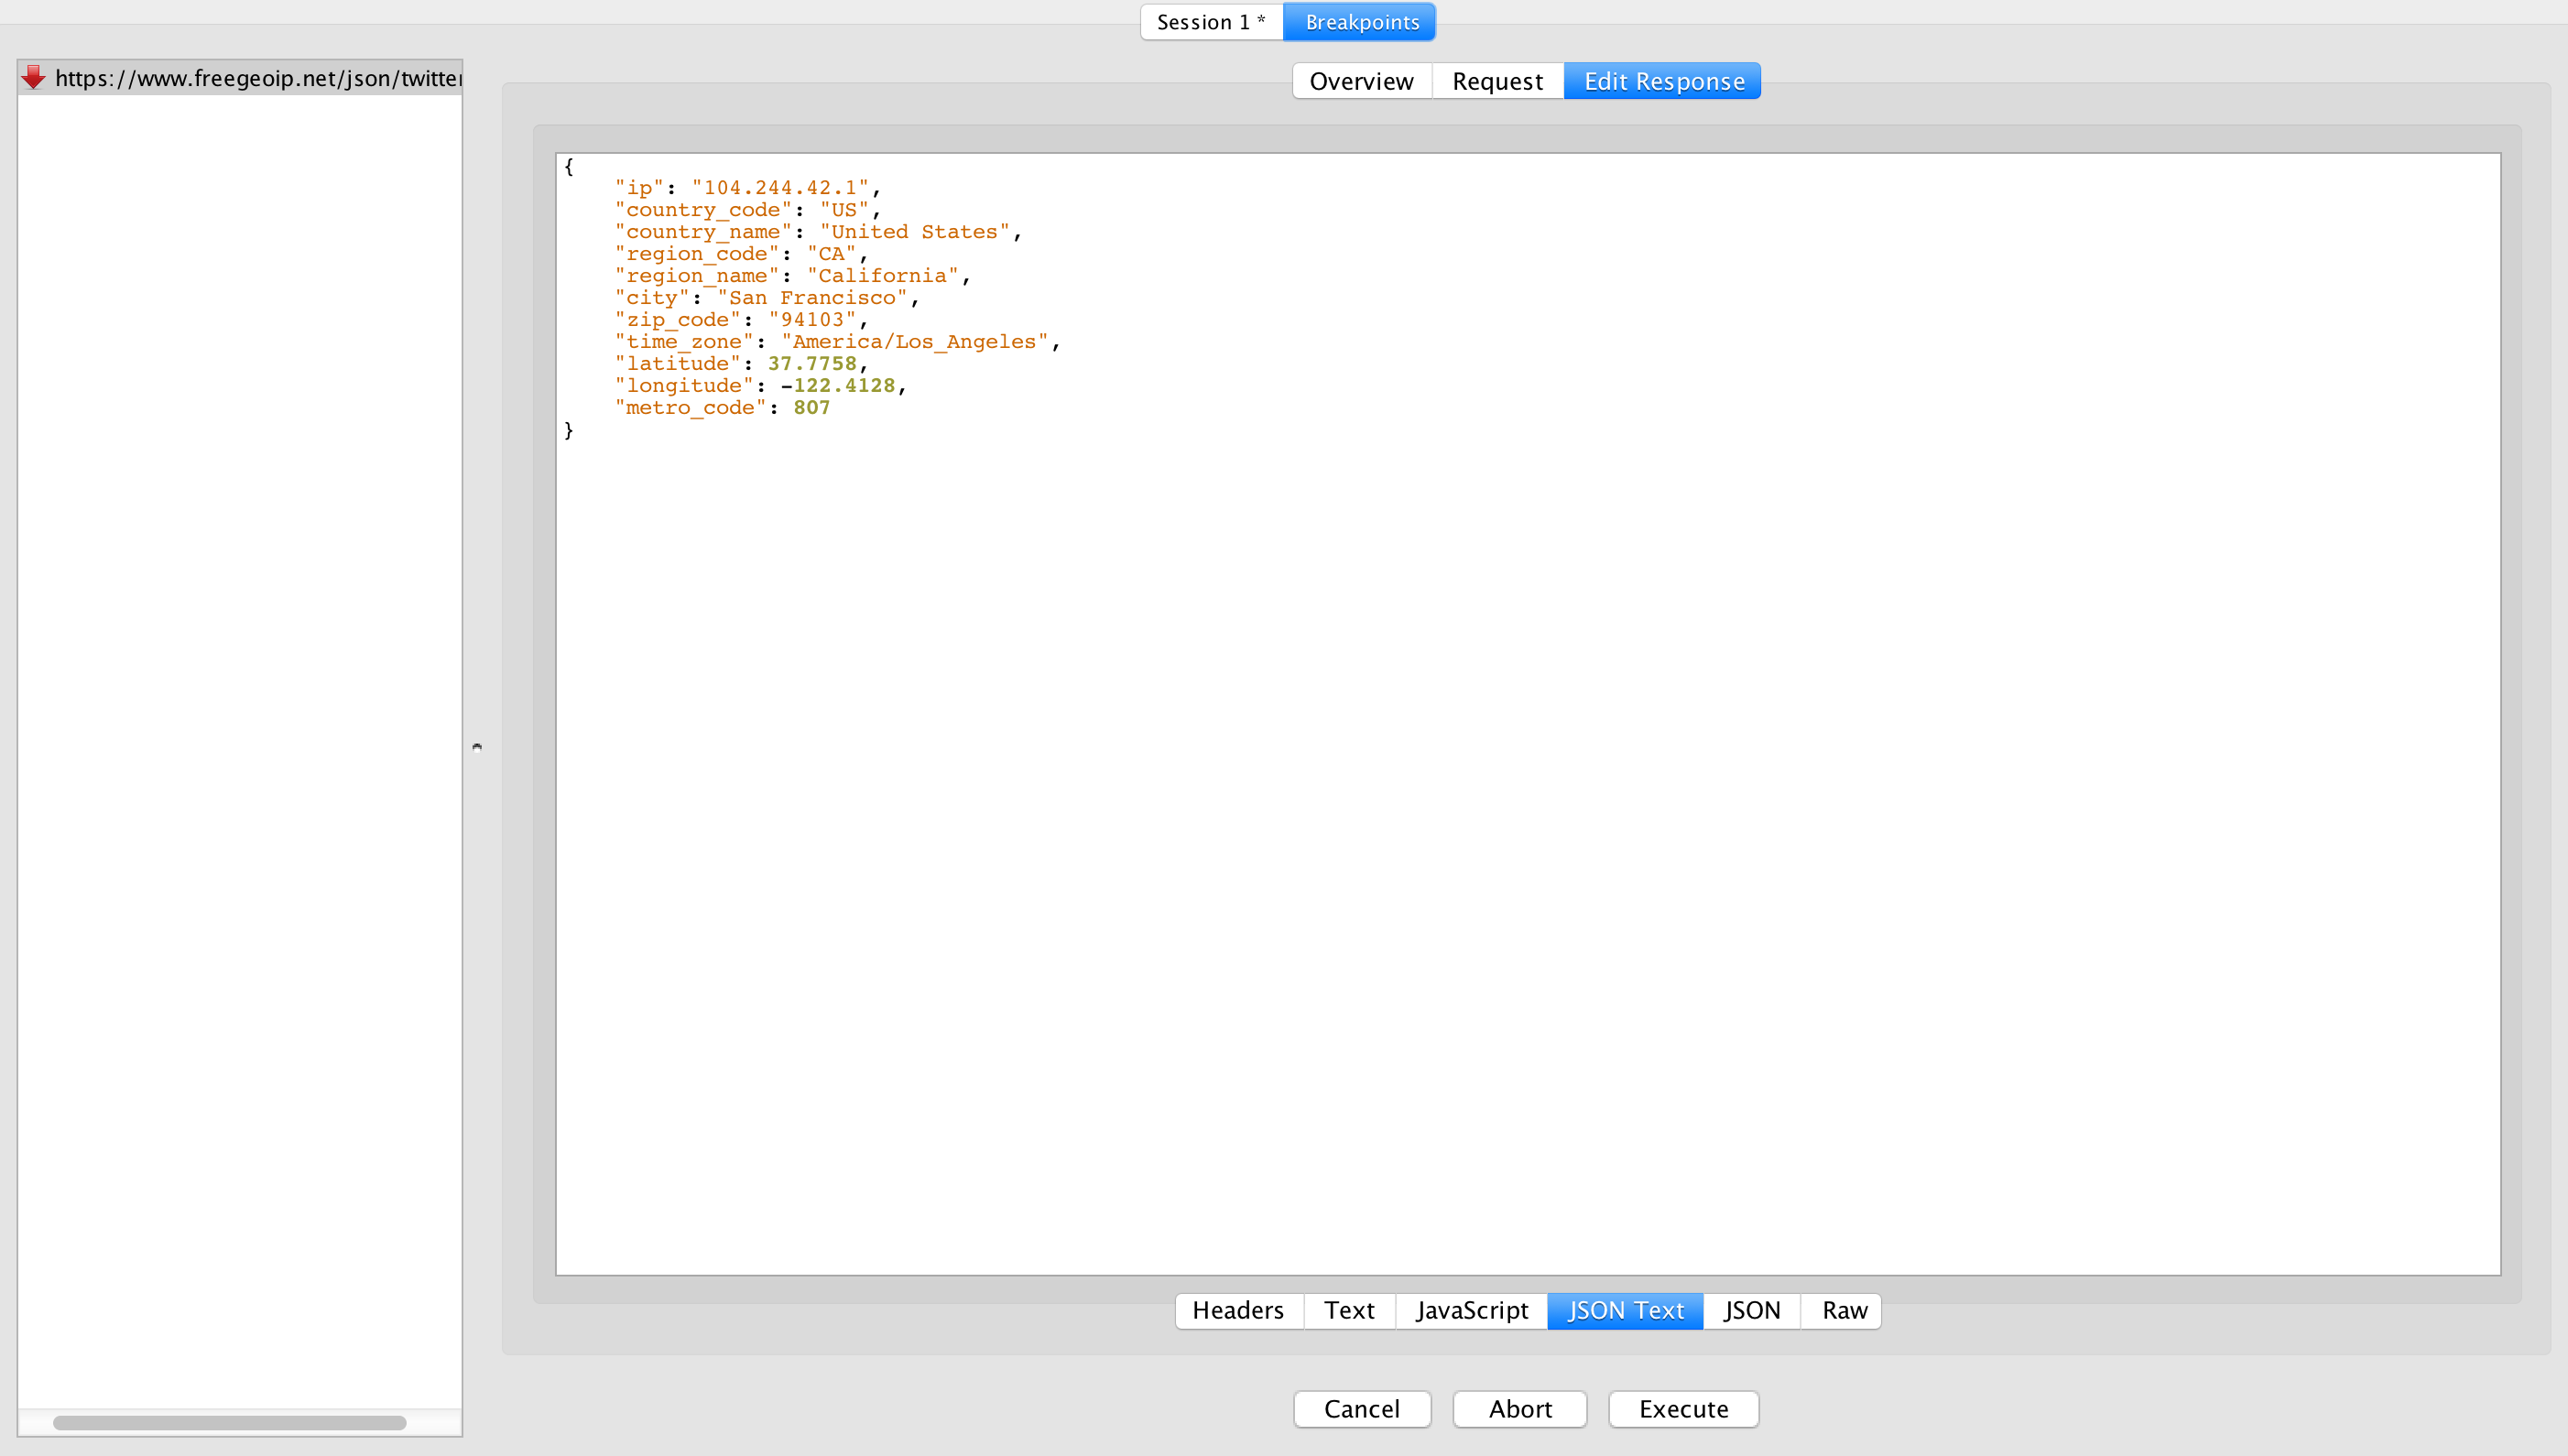 Session 1 * Breakpoints
https://www.freegeoip.net/json/twitter
Overview Request Edit Response
{
"ip": "104.244.42.1",
"country_code": "US",
"country_name": "United States",
"region_code": "CA",
"region_name": "California",
"city": "San Francisco",
"zip_code": "94103",
"time_zone": "America/Los_Angeles",
"latitude": 37.7758,
"longitude": -122.4128,
"metro_code": 807
}
Headers Text JavaScript JSON Text JSON Raw
Cancel Abort Execute